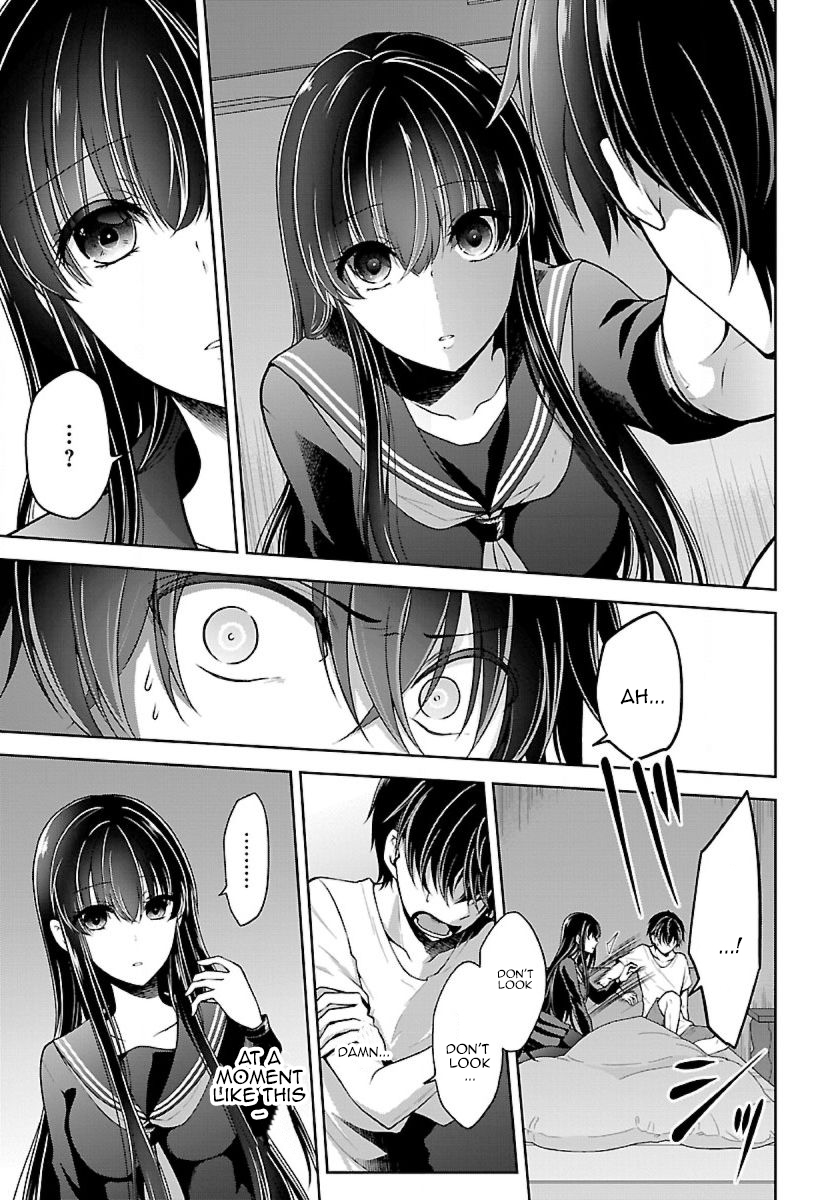 ...?
AH...
...!
DON'T
LOOK
DON'T
LOOK
...
DAMN...
.........
AT A
MOMENT
LIKE THIS
-